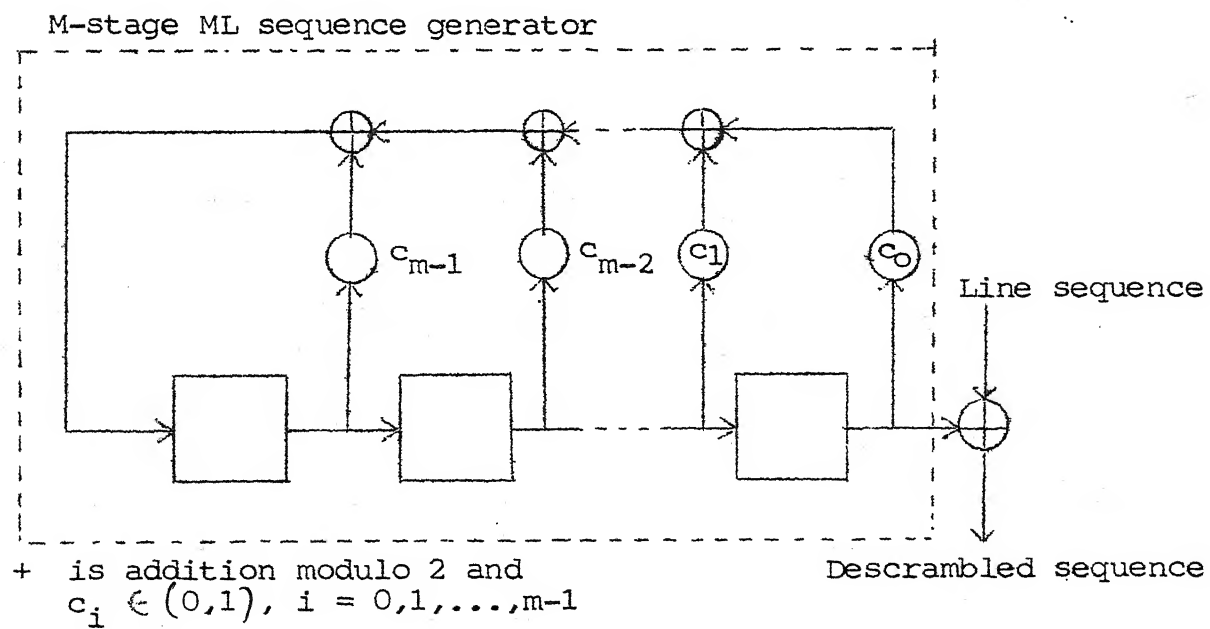 M-stage ML sequence generator
c_{m-1}
c_{m-2}
c1
c_0
Line sequence
Descrambled sequence
+ is addition modulo 2 and
c_i ∈ (0,1), i = 0,1,...,m-1